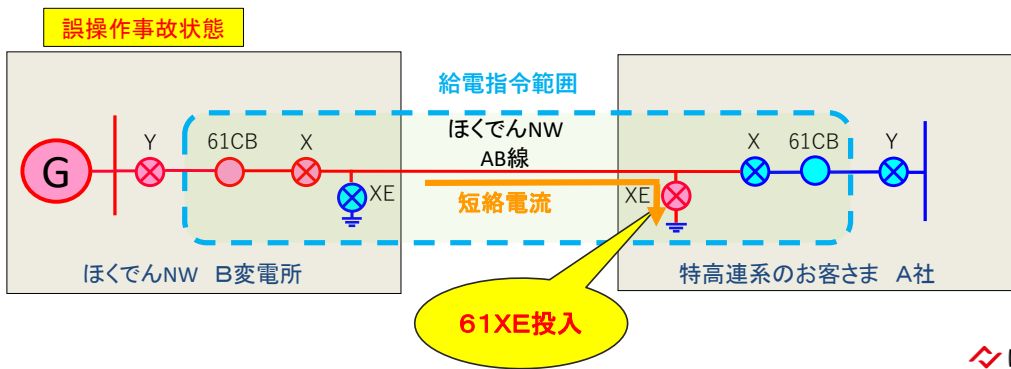 誤操作事故状態
給電指令範囲
Y
61CB
X
ほくでんNW
AB線
X
61CB
Y
G
XE
短絡電流
XE
ほくでんNW B変電所
特高連系のお客さま A社
61XE投入